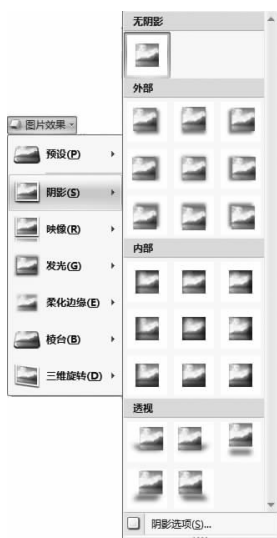 图片效果
预设(P)
阴影(S)
映像(R)
发光(G)
柔化边缘(E)
棱台(B)
三维旋转(D)
无阴影
外部
内部
透视
阴影选项(S)...